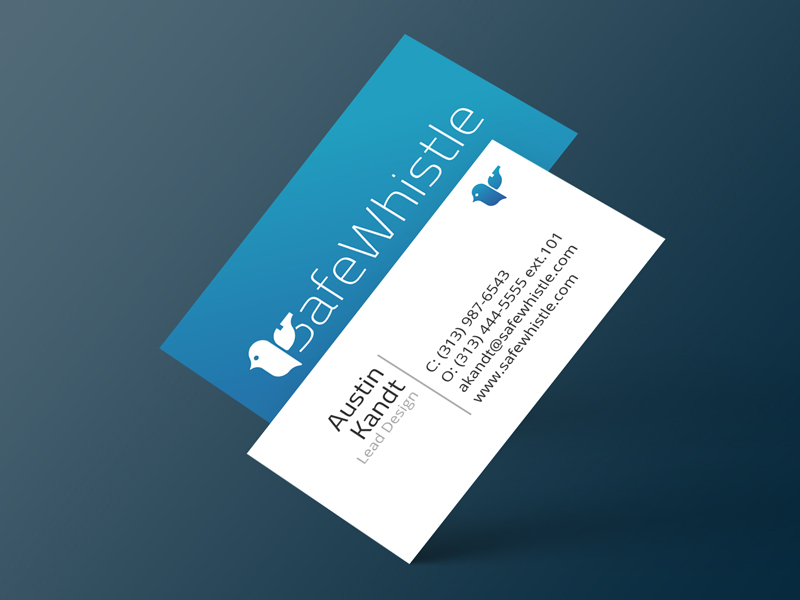 SafeWhistle
Austin
Kandt
Lead Design
C: (313) 987-6543
O: (313) 444-5555 ext.101
akandt@safewhistle.com
www.safewhistle.com